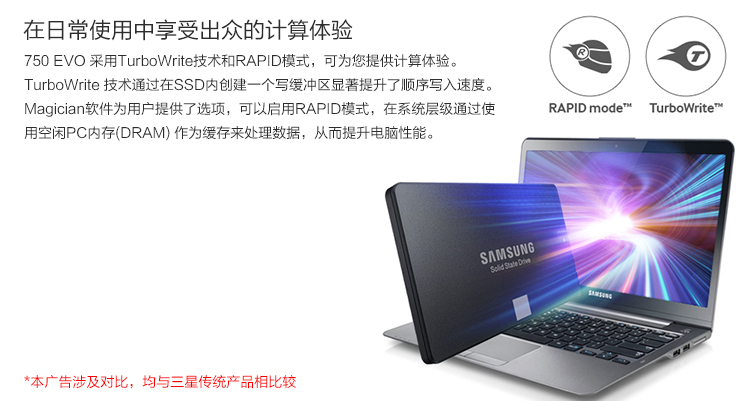 在日常使用中享受出众的计算体验
750 EVO 采用TurboWrite技术和RAPID模式，可为您提供计算体验。
TurboWrite 技术通过在SSD内创建一个写缓冲区显著提升了顺序写入速度。
Magician软件为用户提供了选项，可以启用RAPID模式，在系统层级通过使
用空闲PC内存(DRAM) 作为缓存来处理数据，从而提升电脑性能。
R
T
RAPID mode™
TurboWrite™
SAMSUNG
Solid State Drive
SAMSUNG
*本广告涉及对比，均与三星传统产品相比较